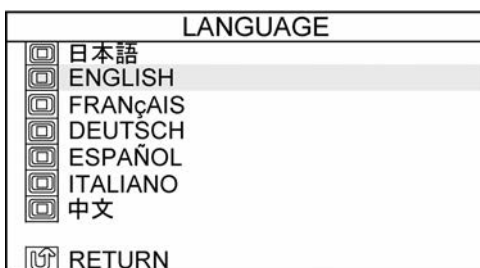 LANGUAGE
日本語
ENGLISH
FRANçAIS
DEUTSCH
ESPAÑOL
ITALIANO
中文
RETURN